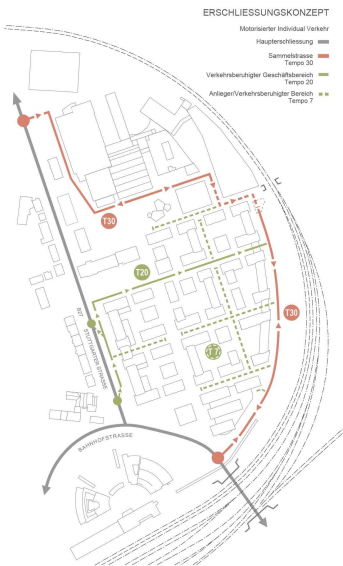 ERSCHLIESSUNGSKONZEPT
Motorisierter Individual Verkehr
Haupterschliessung
Sammelstrasse
Tempo 30
Verkehrsberuhigter Geschäftsbereich
Tempo 20
Anlieger/Verkehrsberuhigter Bereich
Tempo 7
T30
T20
T30
T7
STUTTGARTER STRASSE
BAHNHOFSTRASSE